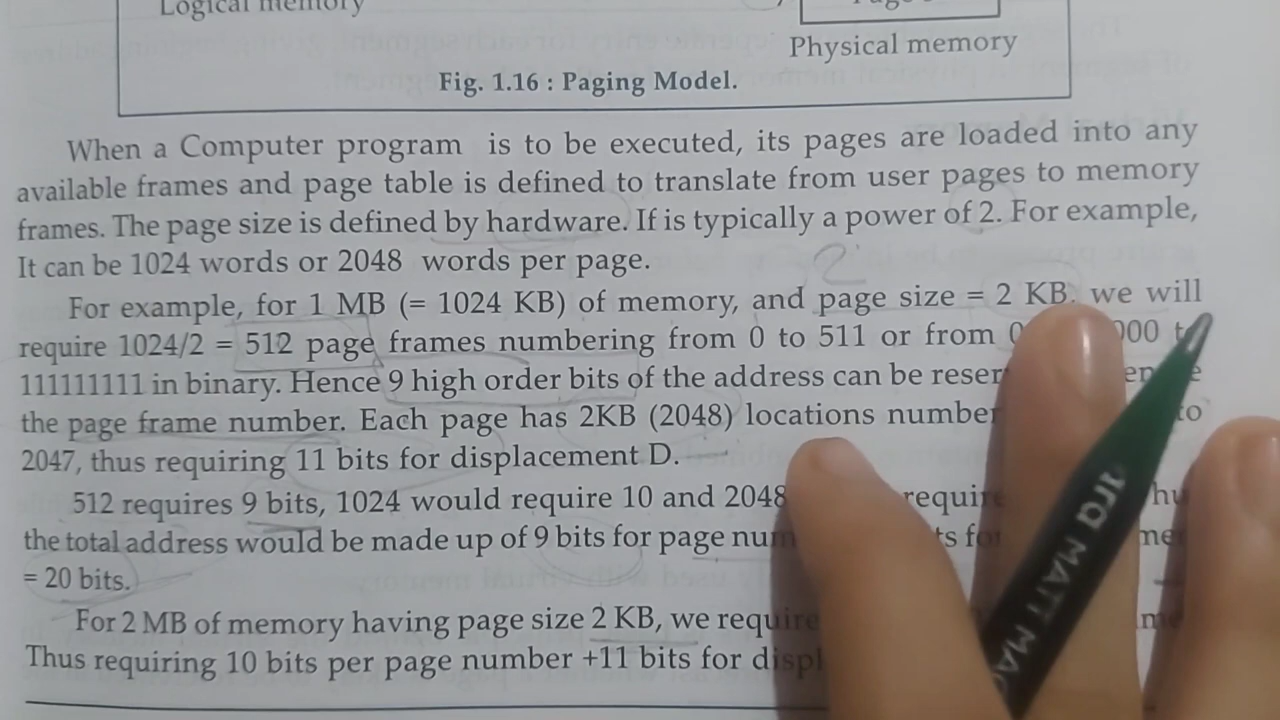 Logical memory
Physical memory
Fig. 1.16 : Paging Model.
When a Computer program is to be executed, its pages are loaded into any
available frames and page table is defined to translate from user pages to memory
frames. The page size is defined by hardware. If is typically a power of 2. For example,
It can be 1024 words or 2048 words per page.
For example, for 1 MB (= 1024 KB) of memory, and page size = 2 KB. we will
require 1024/2 = 512 page frames numbering from 0 to 511 or from
111111111 in binary. Hence 9 high order bits of the address can be
the page frame number. Each page has 2KB (2048) locations to
2047, thus requiring 11 bits for displacement D.
512 requires 9 bits, 1024 would require 10 and 2048
the total address would be made up of 9 bits for page
= 20 bits.
For 2 MB of memory having page size 2 KB, we require
Thus requiring 10 bits per page number +11 bits for
MATT